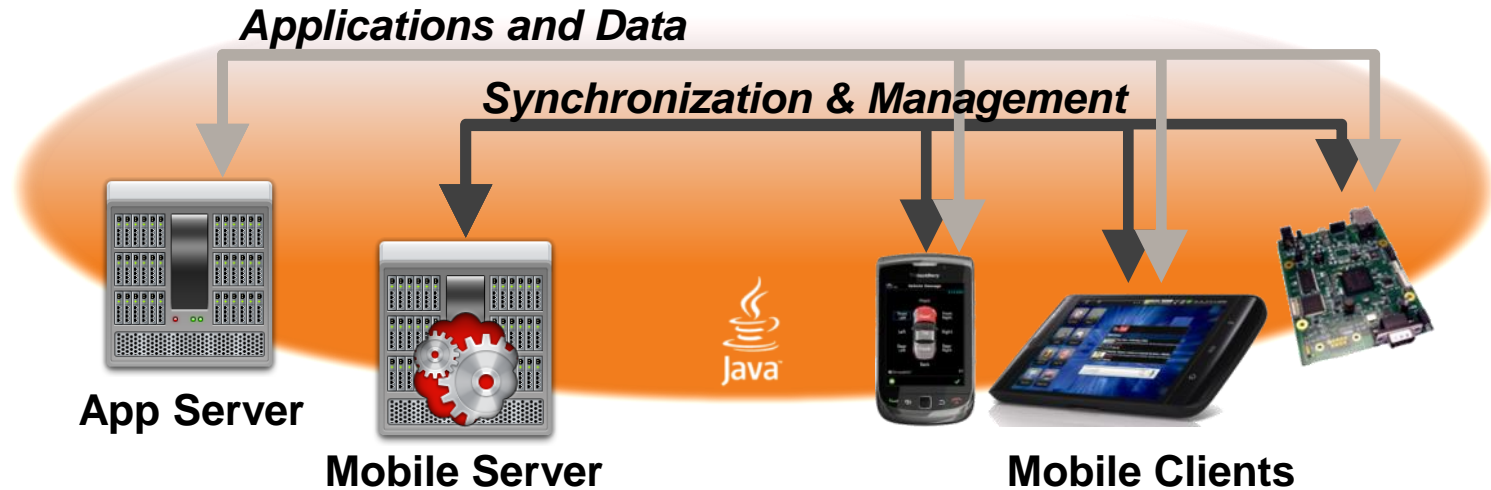 Applications and Data
Synchronization & Management
Java
App Server
Mobile Server
Mobile Clients